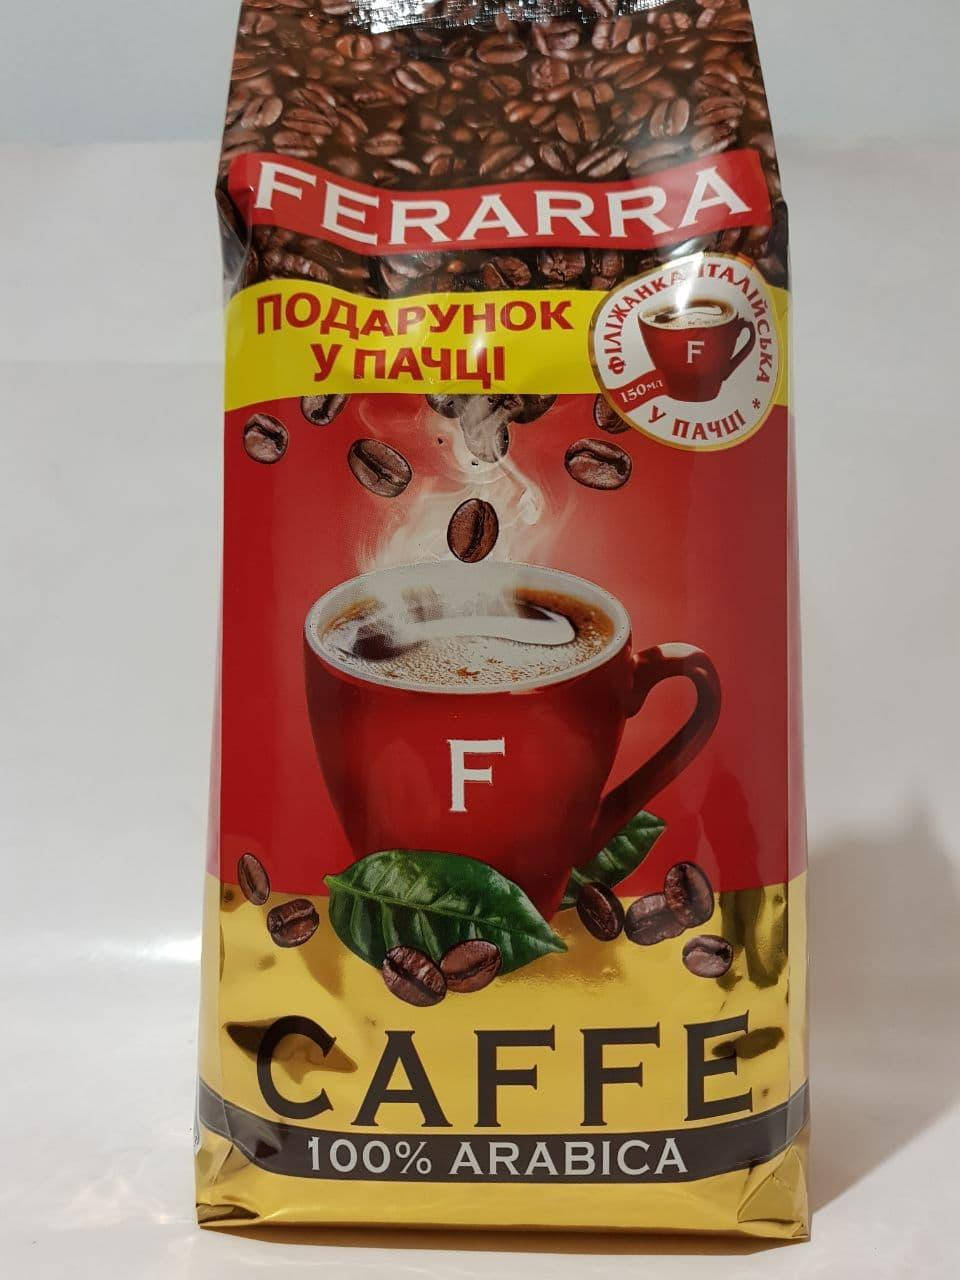 FERARRA
ПОДАРУНОК
У ПАЧЦІ
ФІЛІЖАНКА ІТАЛІЙСЬКА
F
150мл
У ПАЧЦІ *
F
CAFFE
100% ARABICA